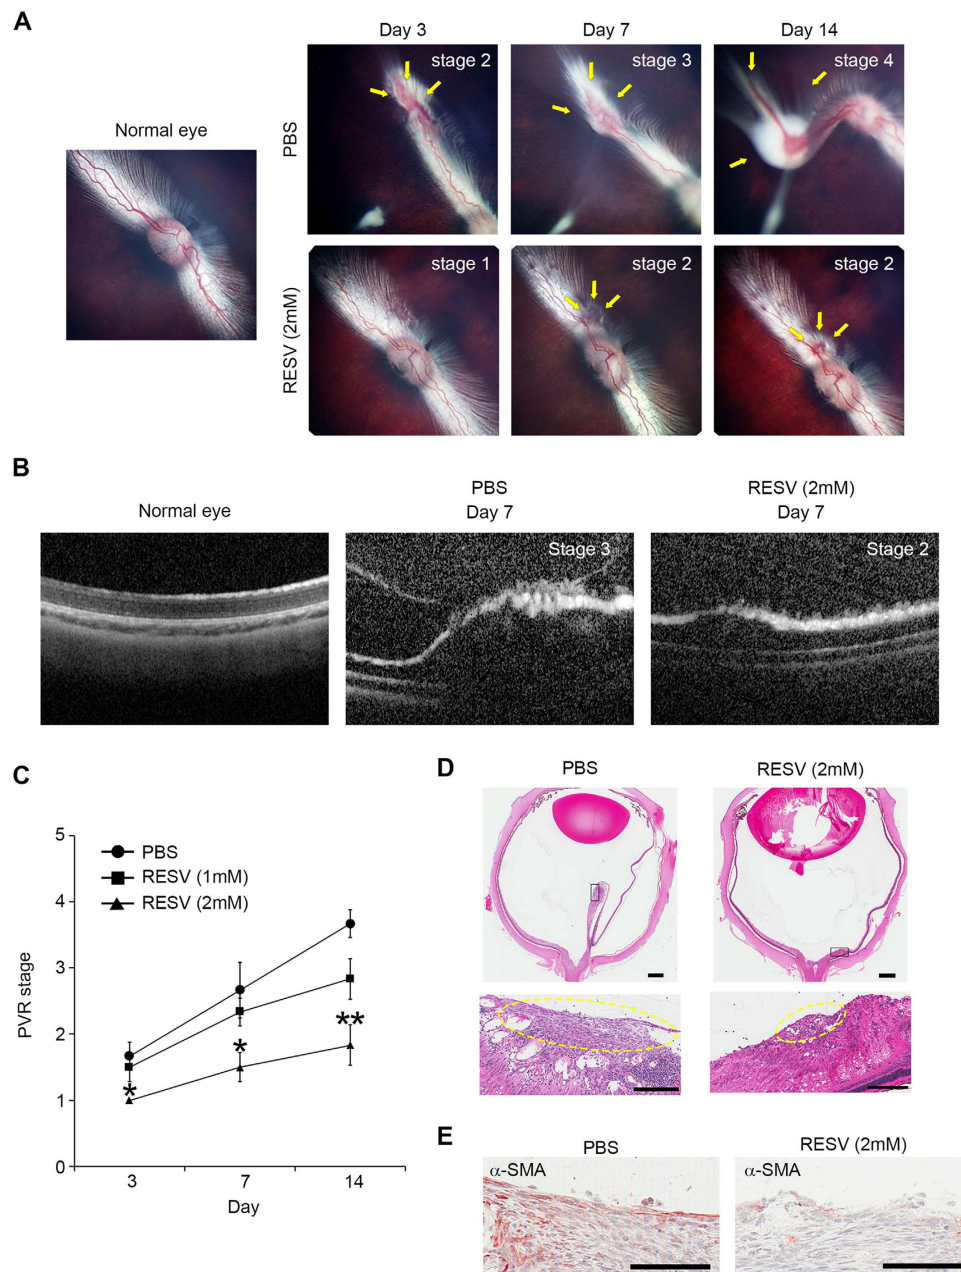 A
Normal eye
Day 3
Day 7
Day 14
PBS
stage 2
stage 3
stage 4
RESV (2mM)
stage 1
stage 2
stage 2
B
Normal eye
PBS
Day 7
RESV (2mM)
Day 7
Stage 3
Stage 2
C
PVR stage
5
4
3
2
1
0
PBS
RESV (1mM)
RESV (2mM)
*
*
**
3
7
14
Day
D
PBS
RESV (2mM)
E
PBS
RESV (2mM)
α-SMA
α-SMA